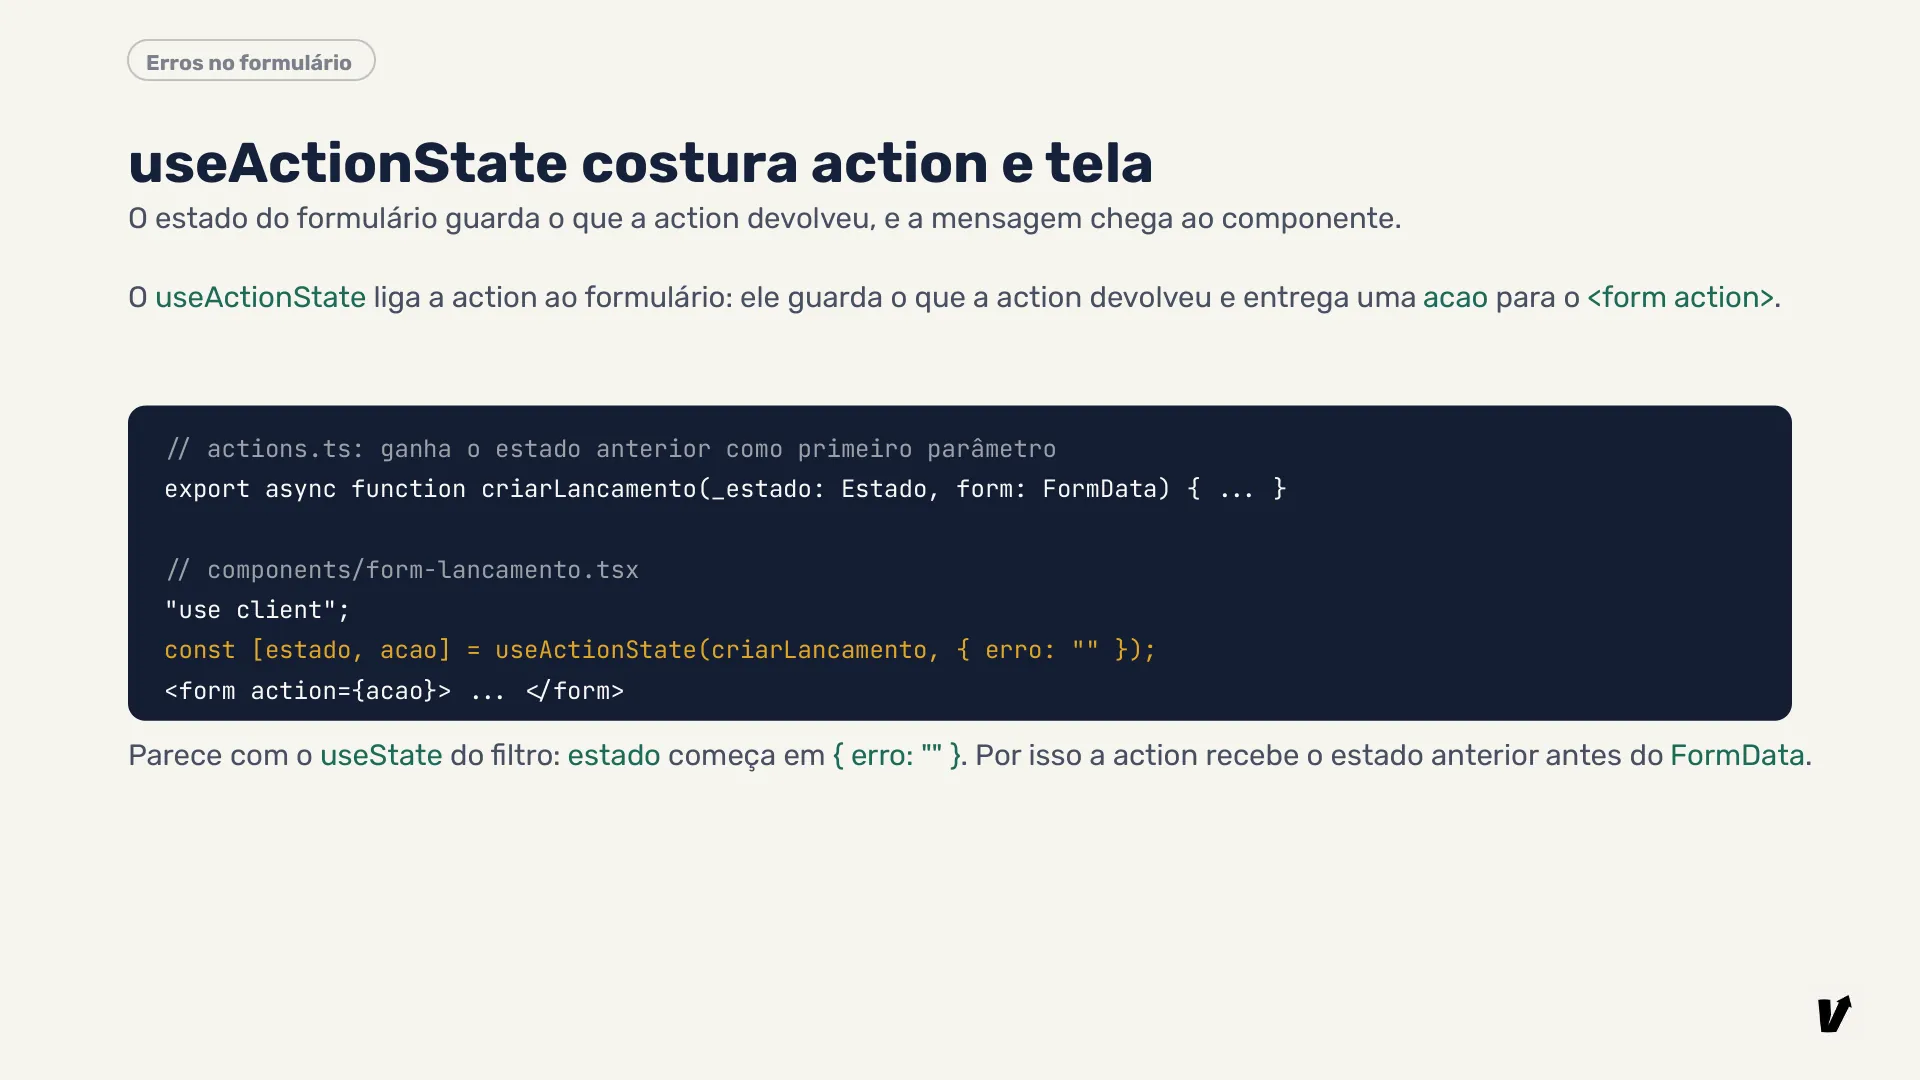 Erros no formulário
useActionState costura action e tela
O estado do formulário guarda o que a action devolveu, e a mensagem chega ao componente.
O useActionState liga a action ao formulário: ele guarda o que a action devolveu e entrega uma acao para o <form action>.
// actions.ts: ganha o estado anterior como primeiro parâmetro
export async function criarLancamento(_estado: Estado, form: FormData) { ... }
// components/form-lancamento.tsx
"use client";
const [estado, acao] = useActionState(criarLancamento, { erro: "" });
<form action={acao}> ... </form>
Parece com o useState do filtro: estado começa em { erro: "" }. Por isso a action recebe o estado anterior antes do FormData.